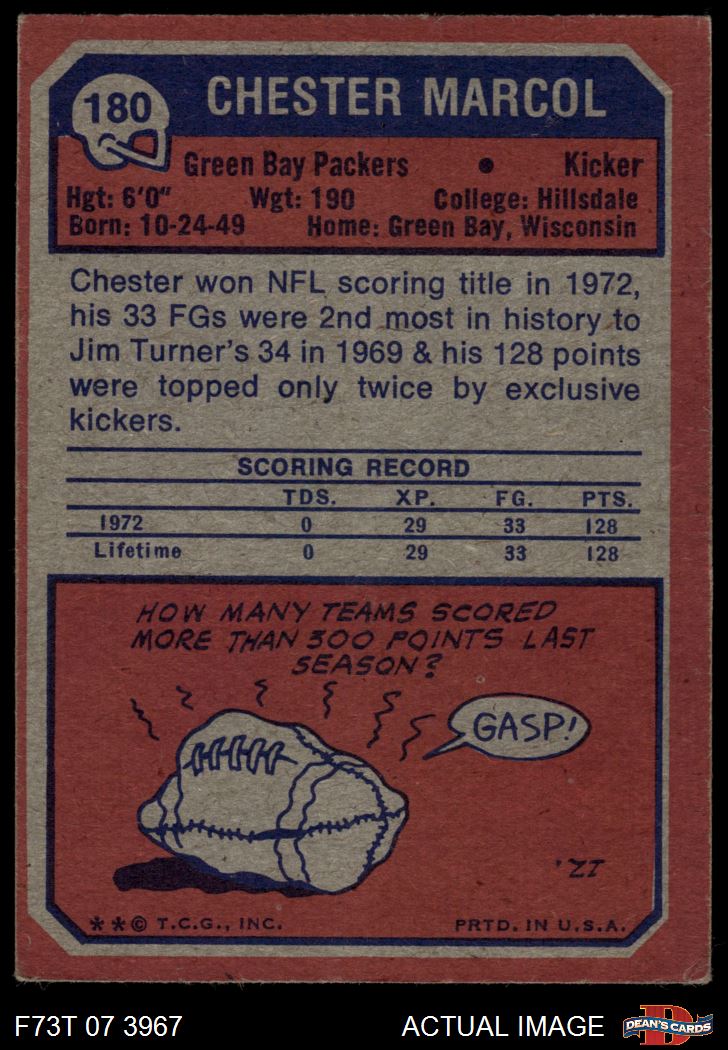 180
CHESTER MARCOL
Green Bay Packers • Kicker
Hgt: 6'0" Wgt: 190 College: Hillsdale
Born: 10-24-49 Home: Green Bay, Wisconsin
Chester won NFL scoring title in 1972,
his 33 FGs were 2nd most in history to
Jim Turner's 34 in 1969 & his 128 points
were topped only twice by exclusive
kickers.
SCORING RECORD
TDS. XP. FG. PTS.
1972 0 29 33 128
Lifetime 0 29 33 128
HOW MANY TEAMS SCORED
MORE THAN 300 POINTS LAST
SEASON?
GASP!
** © T.C.G., INC. PRTD. IN U.S.A.
F73T 07 3967 ACTUAL IMAGE
DEAN'S CARDS